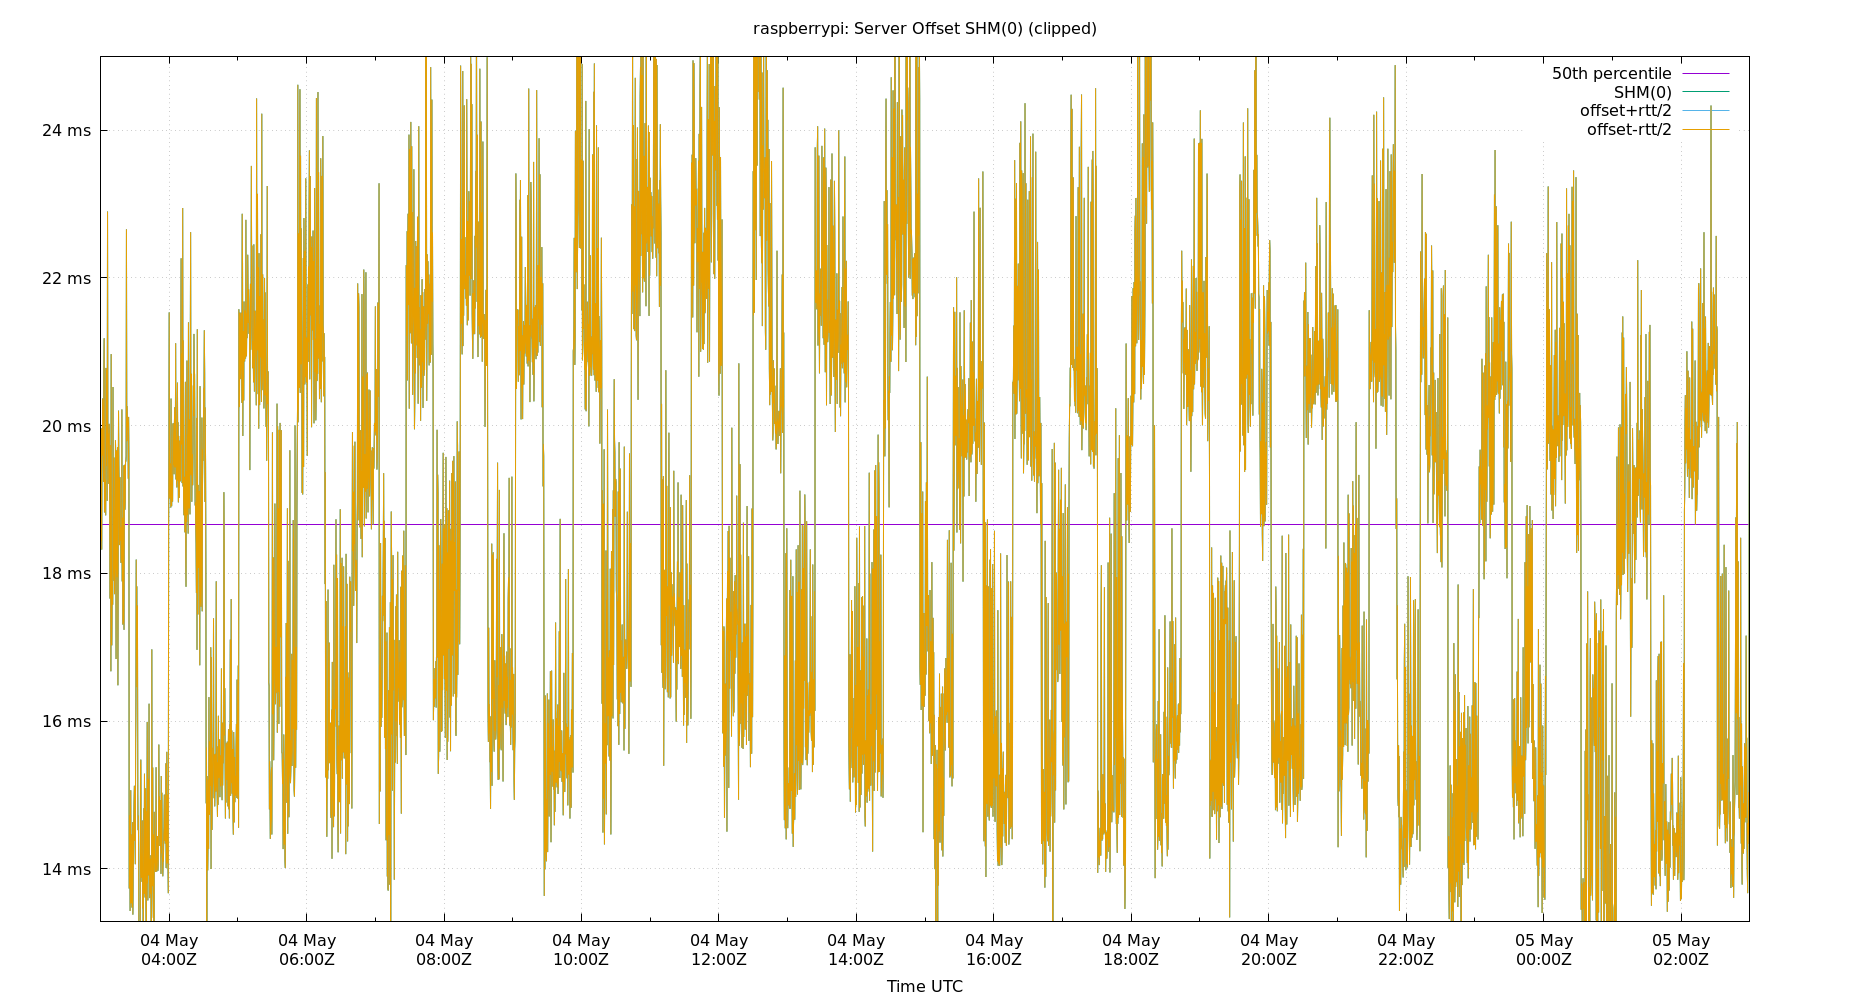 raspberrypi: Server Offset SHM(0) (clipped)
50th percentile
SHM(0)
offset+rtt/2
offset-rtt/2
24 ms
22 ms
20 ms
18 ms
16 ms
14 ms
04 May 04 May 04 May 04 May 04 May 04 May 04 May 04 May 04 May 04 May 05 May 05 May
04:00Z 06:00Z 08:00Z 10:00Z 12:00Z 14:00Z 16:00Z 18:00Z 20:00Z 22:00Z 00:00Z 02:00Z
Time UTC